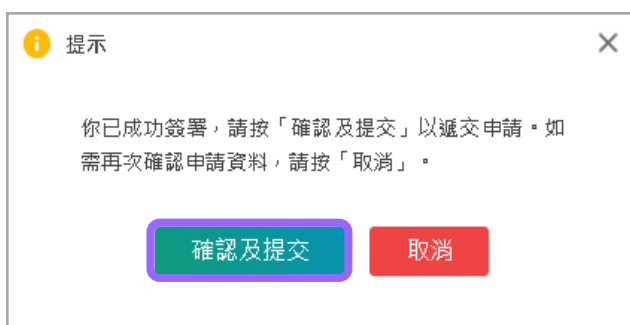 提示
你已成功簽署，請按「確認及提交」以遞交申請。如
需再次確認申請資料，請按「取消」。
確認及提交
取消